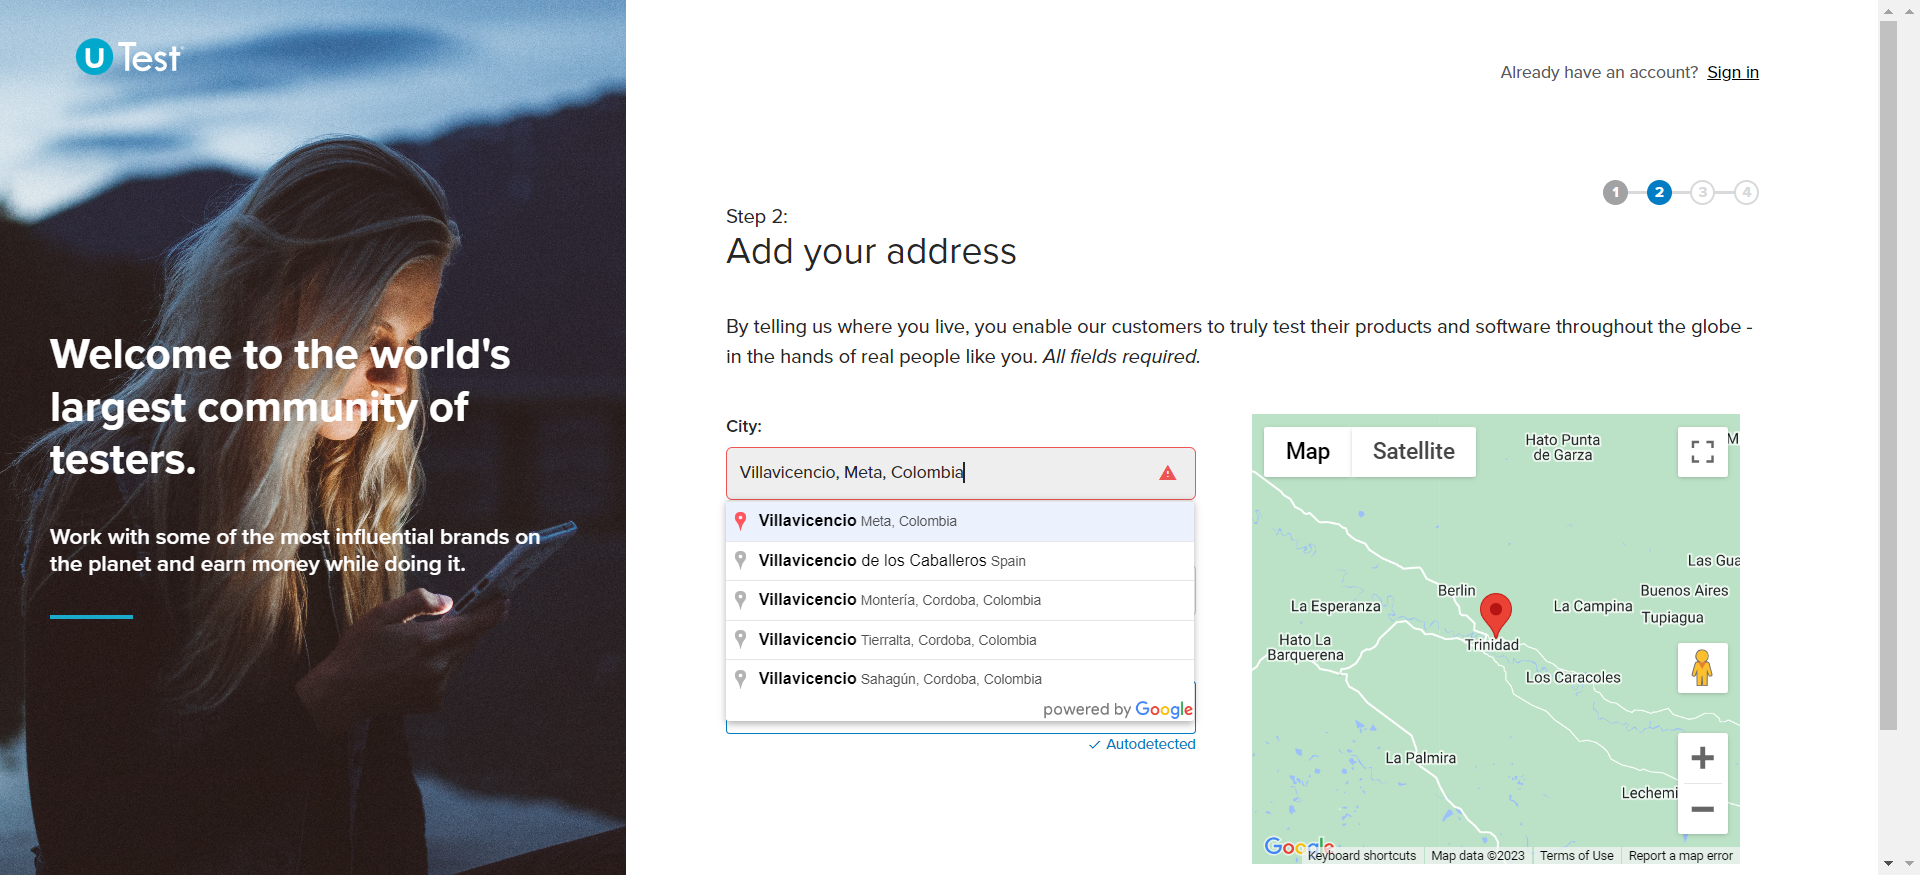 U Test
Welcome to the world's
largest community of
testers.
Work with some of the most influential brands on
the planet and earn money while doing it.
Already have an account? Sign in
1 2 3 4
Step 2:
Add your address
By telling us where you live, you enable our customers to truly test their products and software throughout the globe -
in the hands of real people like you. All fields required.
City:
Villavicencio, Meta, Colombia
Villavicencio Meta, Colombia
Villavicencio de los Caballeros Spain
Villavicencio Montería, Cordoba, Colombia
Villavicencio Tierralta, Cordoba, Colombia
Villavicencio Sahagún, Cordoba, Colombia
powered by Google
Autodetected
Map Satellite
Hato Punta
de Garza
M
Las Gua
Berlin
Buenos Aires
La Esperanza
La Campina
Tupiagua
Hato La
Barquerena
Trinidad
Los Caracoles
La Palmira
Lechemi
Google
Keyboard shortcuts Map data ©2023 Terms of Use Report a map error